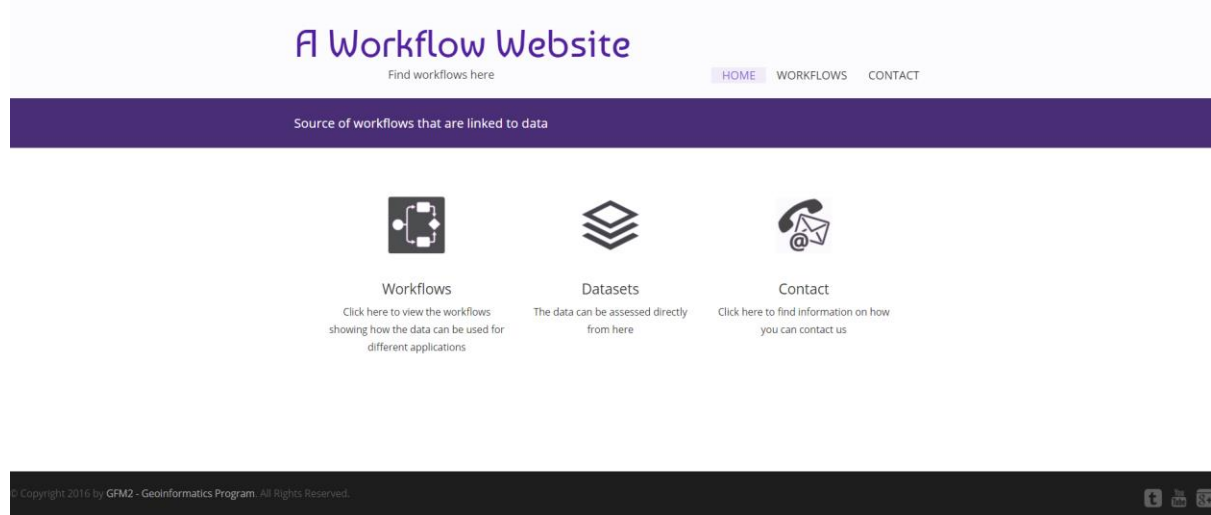 A Workflow Website
Find workflows here
HOME WORKFLOWS CONTACT
Source of workflows that are linked to data
Workflows
Click here to view the workflows
showing how the data can be used for
different applications
Datasets
The data can be assessed directly
from here
Contact
Click here to find information on how
you can contact us
© Copyright 2016 by GFM2 - Geoinformatics Program. All Rights Reserved.